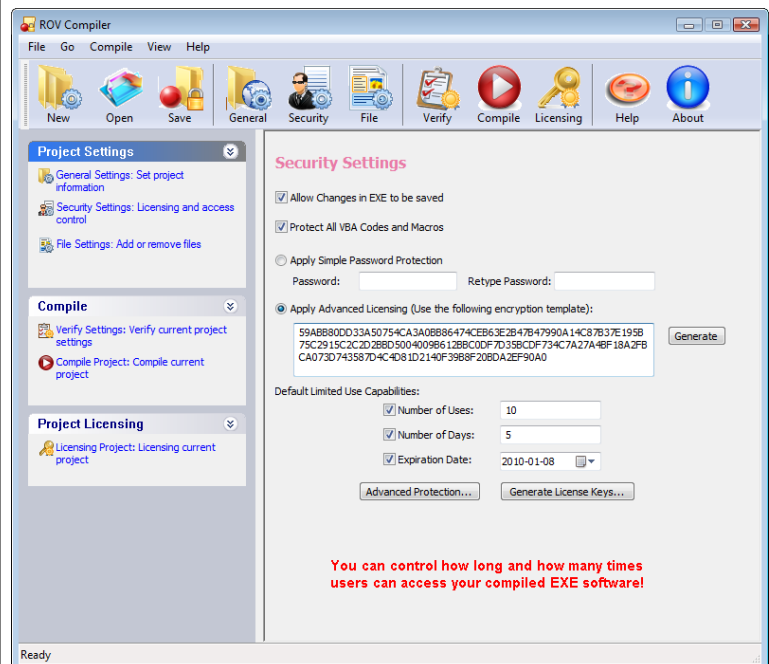 ROV Compiler
File Go Compile View Help
New Open Save General Security File Verify Compile Licensing Help About
Project Settings
General Settings: Set project
information
Security Settings: Licensing and access
control
File Settings: Add or remove files
Compile
Verify Settings: Verify current project
settings
Compile Project: Compile current
project
Project Licensing
Licensing Project: Licensing current
project
Security Settings
Allow Changes in EXE to be saved
Protect All VBA Codes and Macros
Apply Simple Password Protection
Password: Retype Password:
Apply Advanced Licensing (Use the following encryption template):
59ABB80DD33A50754CA3A0BB86474CEB63E2B47B47990A14C87B37E195B
75C2915C2C2D2BBD5004009B612BBC0DF7D35BCDF734C7A27A4BF18A2FB
CA073D743587D4C4D81D2140F39B8F20BDA2EF90A0
Generate
Default Limited Use Capabilities:
Number of Uses: 10
Number of Days: 5
Expiration Date: 2010-01-08
Advanced Protection... Generate License Keys...
You can control how long and how many times
users can access your compiled EXE software!
Ready